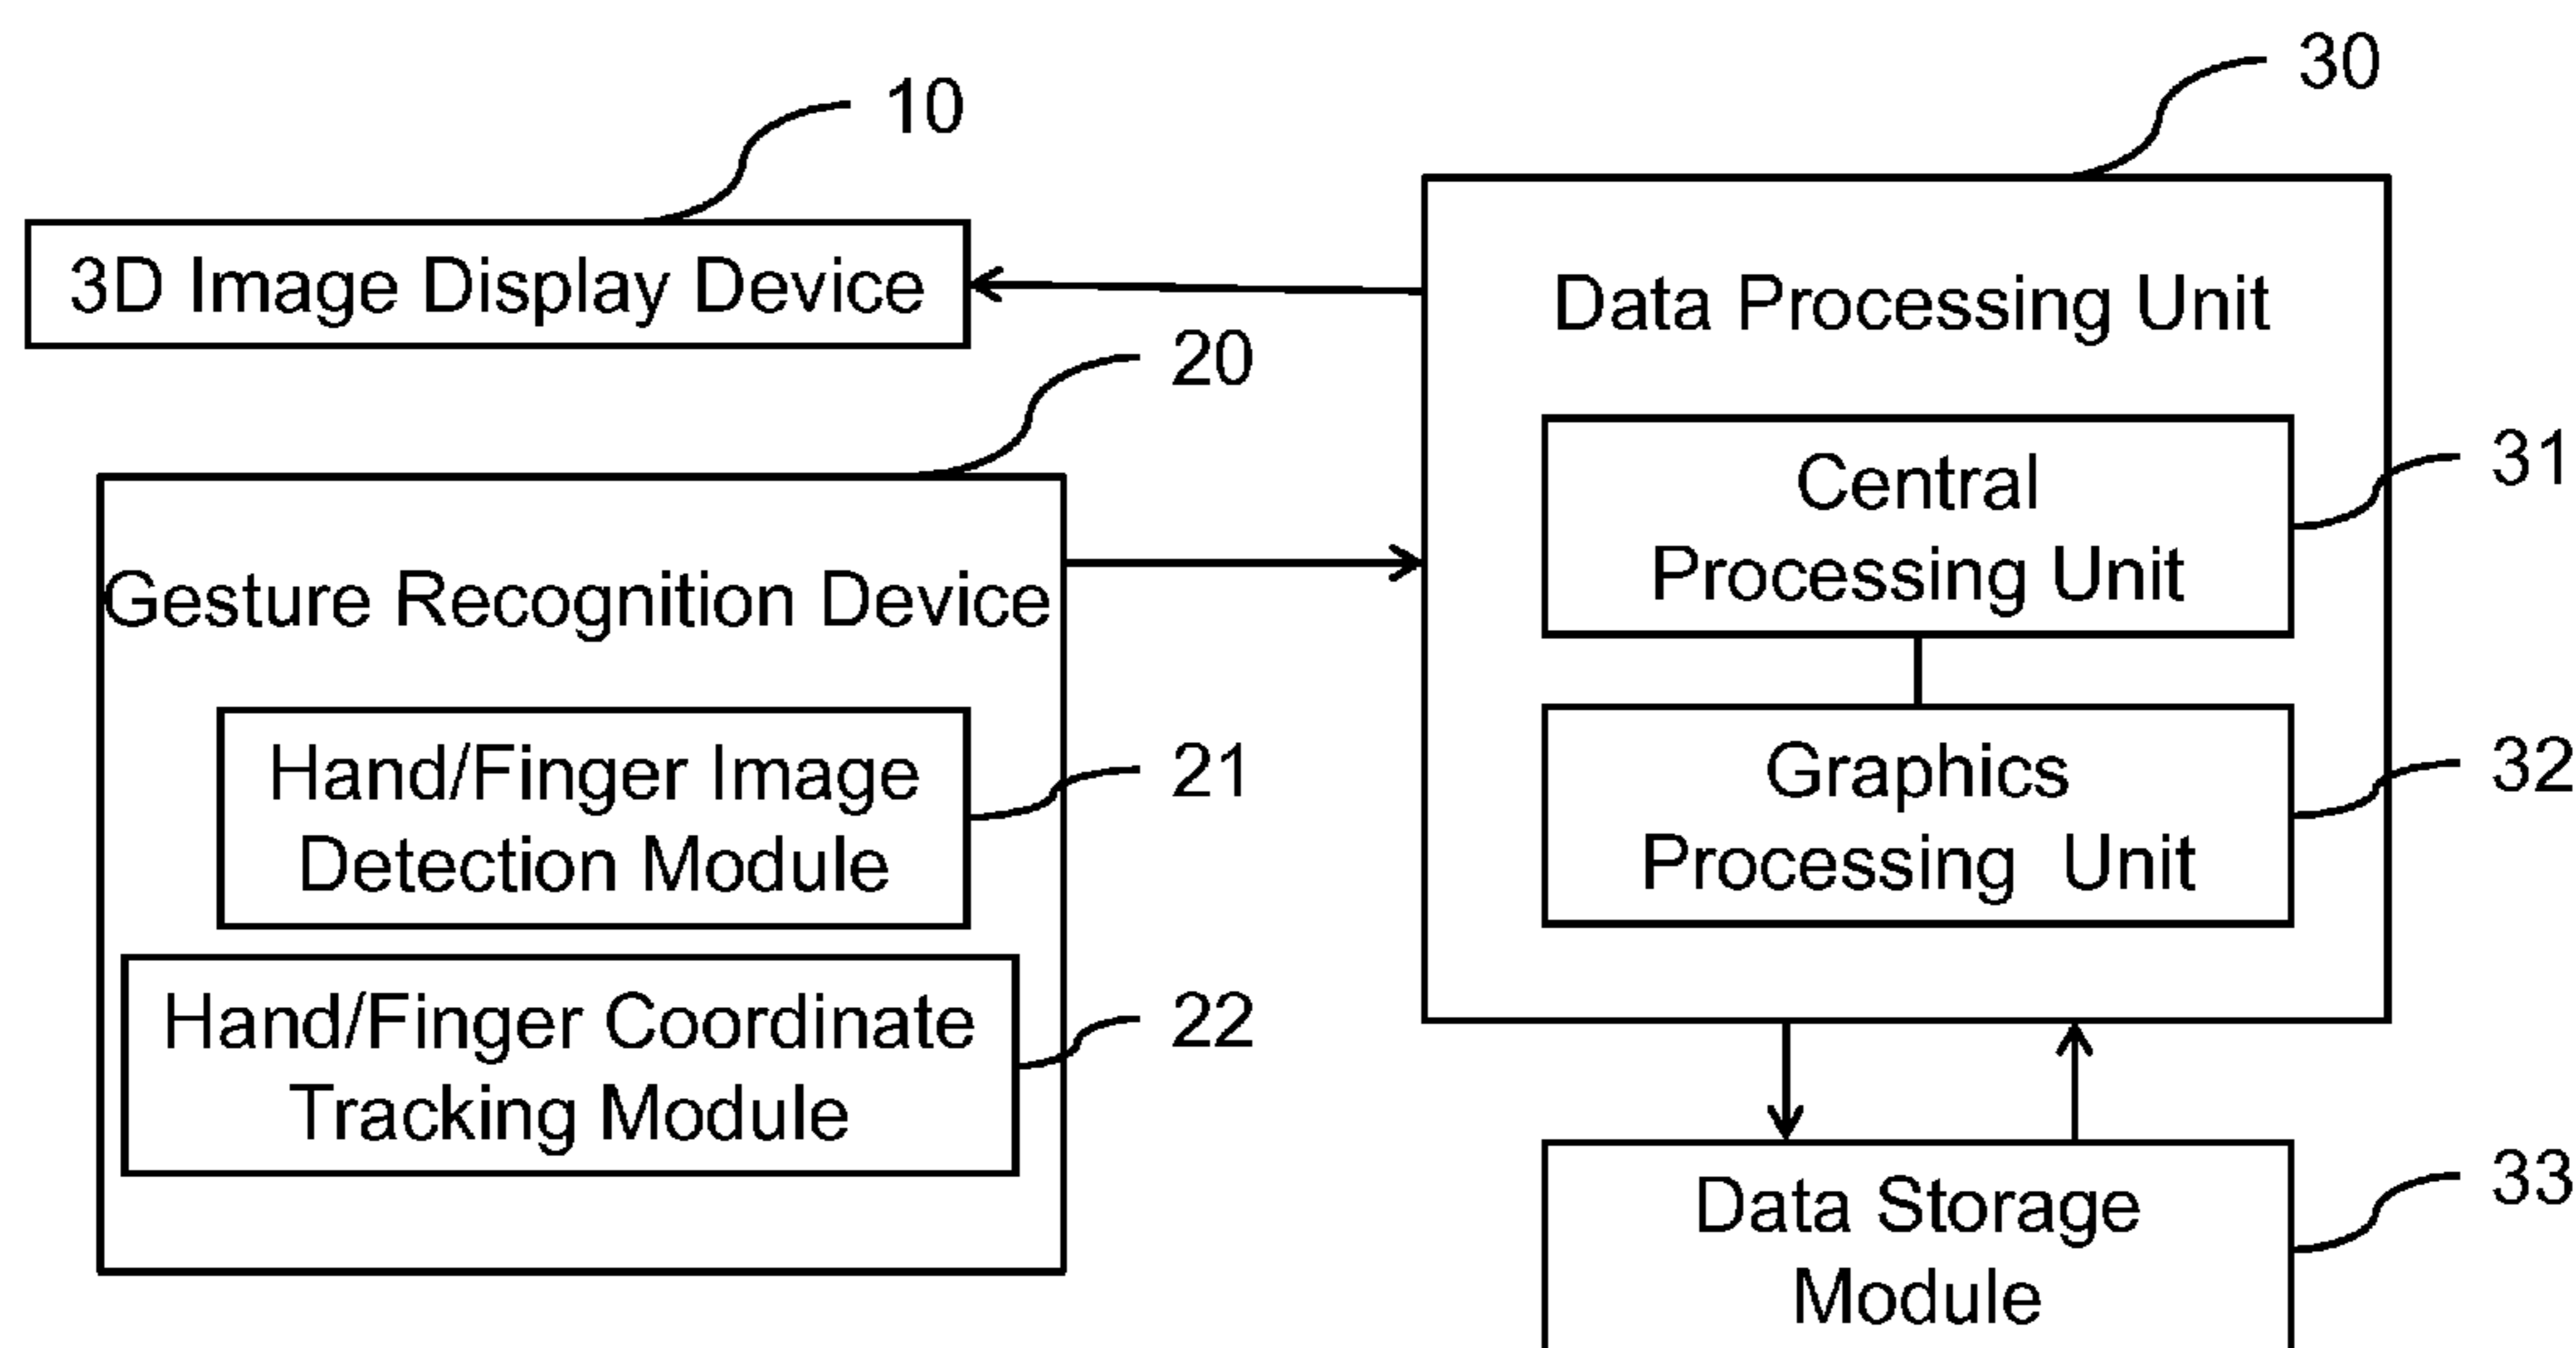 10
3D Image Display Device
20
Gesture Recognition Device
Hand/Finger Image
Detection Module
21
Hand/Finger Coordinate
Tracking Module
22
30
Data Processing Unit
Central
Processing Unit
31
Graphics
Processing Unit
32
Data Storage
Module
33